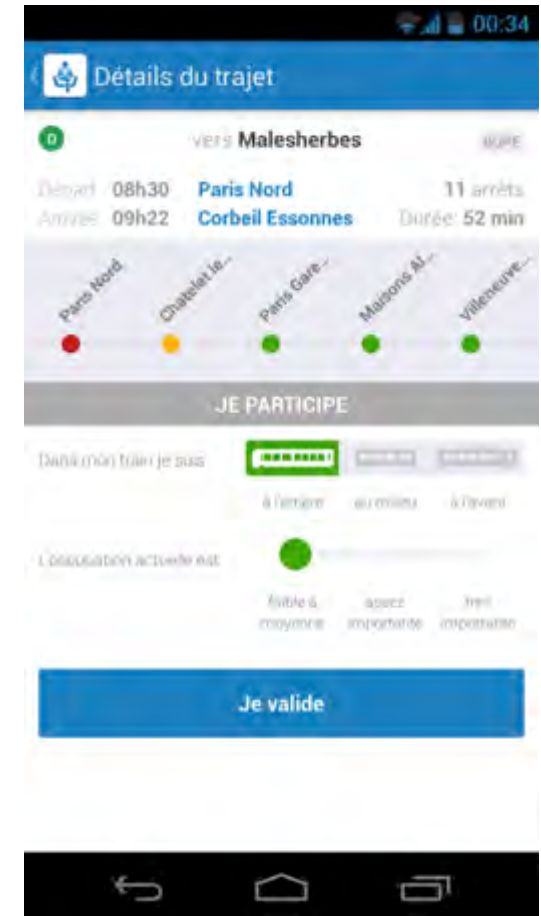 00:34
Détails du trajet
D vers Malesherbes
Départ 08h30 Paris Nord 11 arrêts
Arrivée 09h22 Corbeil Essonnes Durée: 52 min
Paris Nord Chatelet le... Paris Gare... Maisons Al... Villeneuve...
JE PARTICIPE
Dans mon train je suis
à l'arrière au milieu à l'avant
L'occupation actuelle est
faible à assez très
moyenne importante importante
Je valide